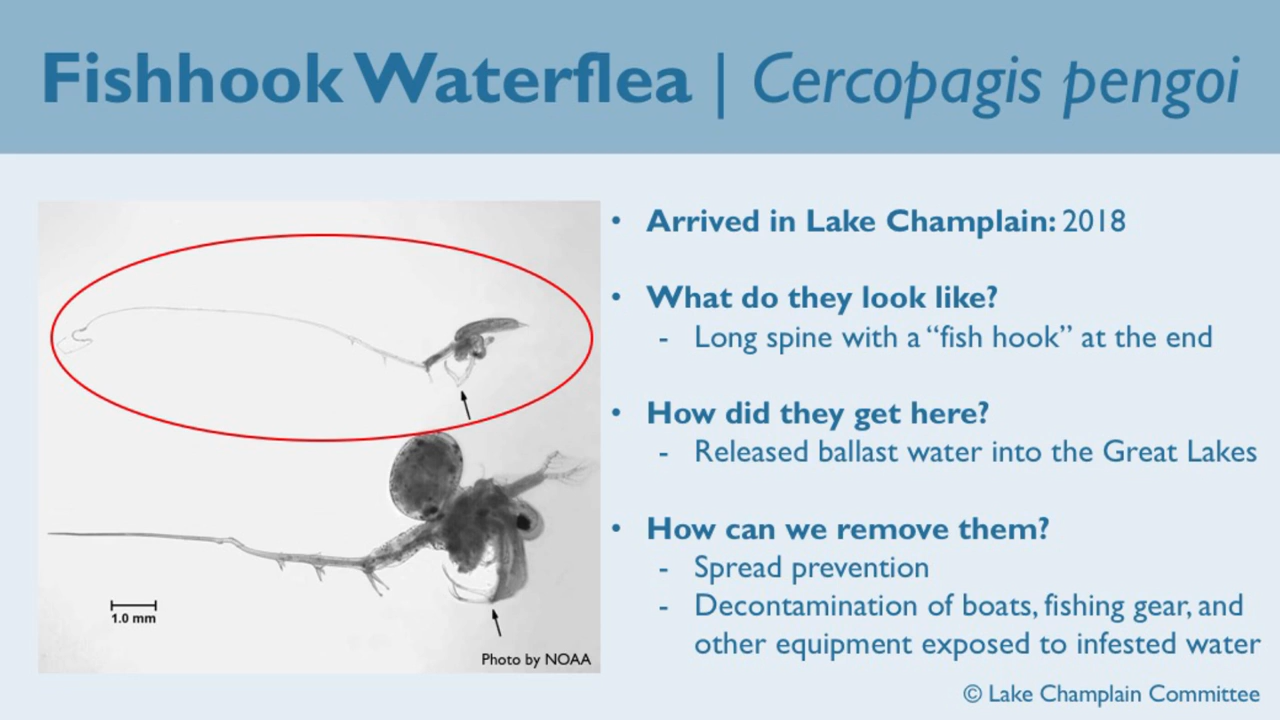 Fishhook Waterflea | Cercopagis pengoi
• Arrived in Lake Champlain: 2018
• What do they look like?
- Long spine with a “fish hook” at the end
• How did they get here?
- Released ballast water into the Great Lakes
• How can we remove them?
- Spread prevention
- Decontamination of boats, fishing gear, and
other equipment exposed to infested water
1.0 mm
Photo by NOAA
© Lake Champlain Committee